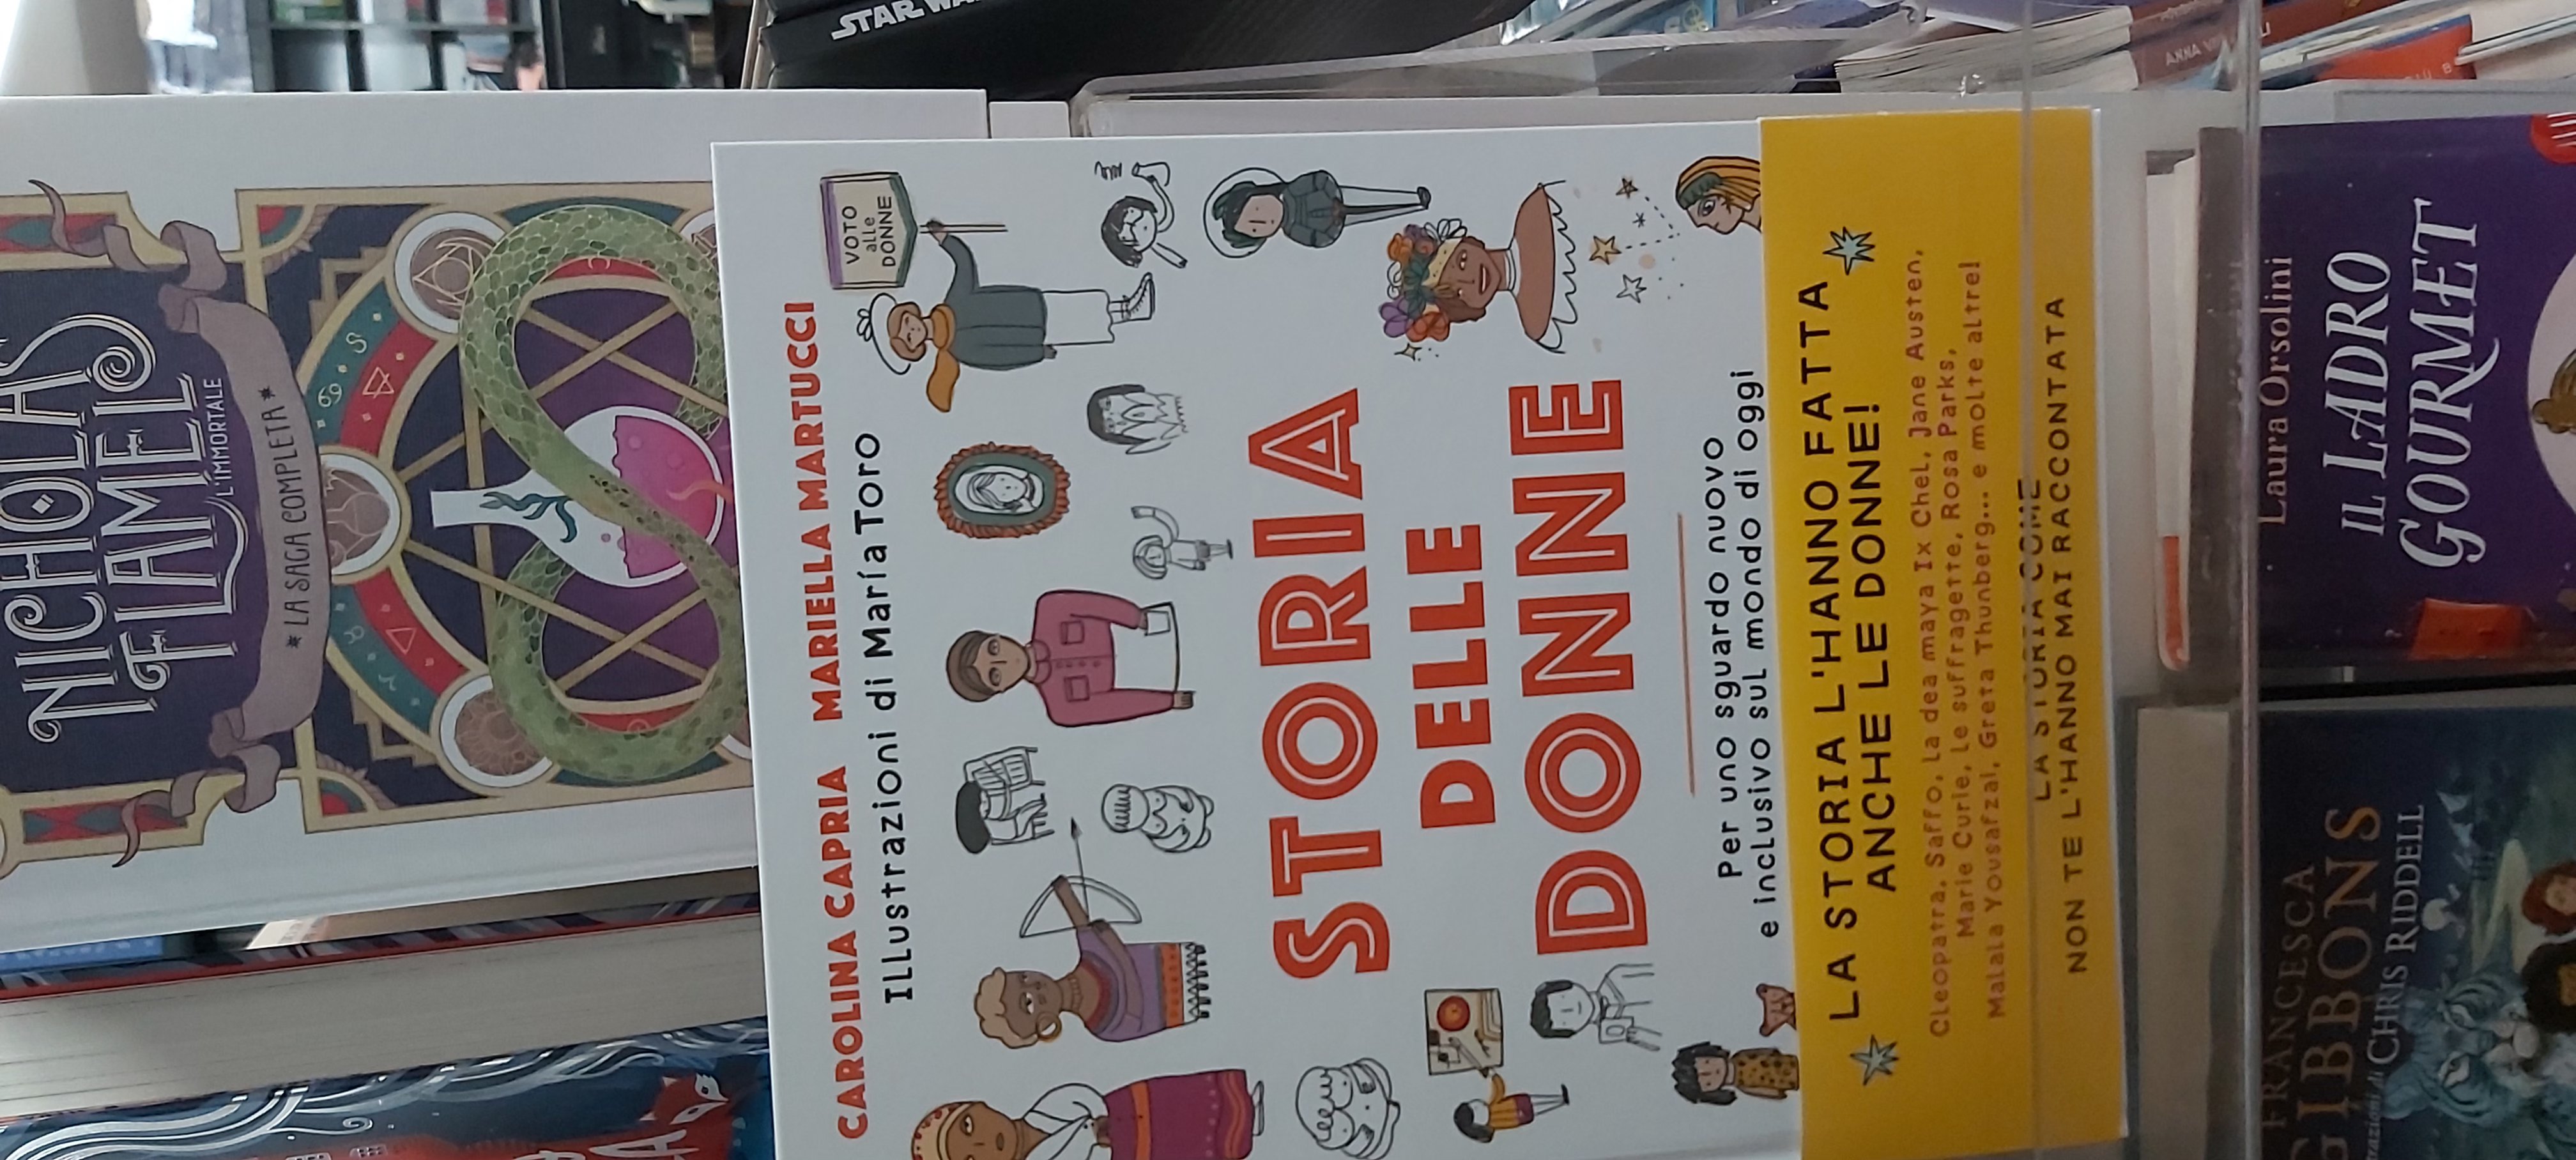 STAR
NICHOLAS
FLAMEL
L'IMMORTALE
LA SAGA COMPLETA
CAROLINA CAPRIA MARIELLA MARTUCCI
Illustrazioni di María Toro
VOTO
alle
DONNE
STORIA
DELLE
DONNE
Per uno sguardo nuovo
e inclusivo sul mondo di oggi
LA STORIA L'HANNO FATTA
ANCHE LE DONNE!
Cleopatra, Saffo, la dea maya Ix Chel, Jane Austen,
Marie Curie, le suffragette, Rosa Parks,
Malala Yousafzai, Greta Thunberg... e molte altre!
LA STORIA COME
NON TE L'HANNO MAI RACCONTATA
Laura Orsolini
IL LADRO
GOURMET
FRANCESCA
GIBBONS
di CHRIS RIDDELL
ANNA